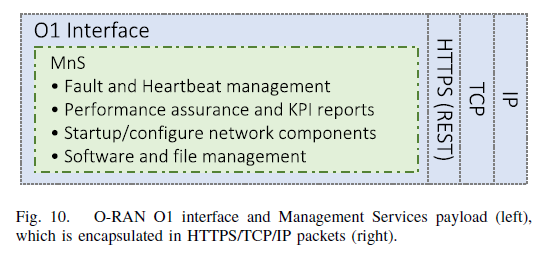 O1 Interface
MnS
• Fault and Heartbeat management
• Performance assurance and KPI reports
• Startup/configure network components
• Software and file management
HTTPS (REST)
TCP
IP
Fig. 10. O-RAN O1 interface and Management Services payload (left),
which is encapsulated in HTTPS/TCP/IP packets (right).